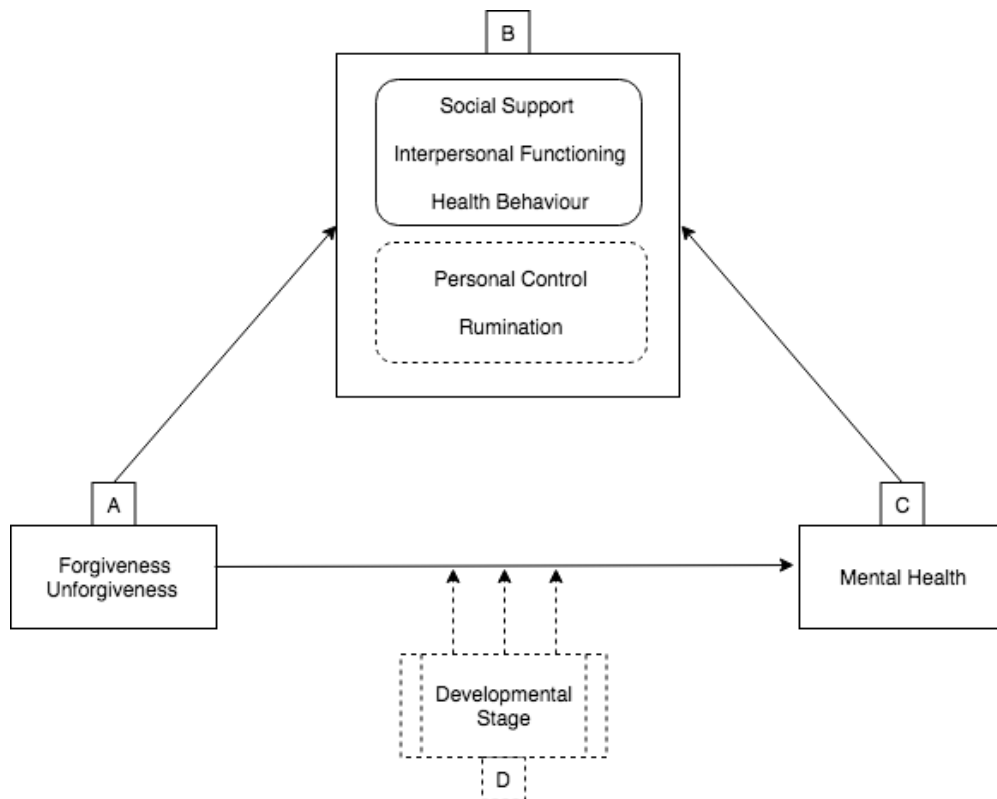 B
Social Support
Interpersonal Functioning
Health Behaviour
Personal Control
Rumination
A
Forgiveness
Unforgiveness
C
Mental Health
Developmental
Stage
D